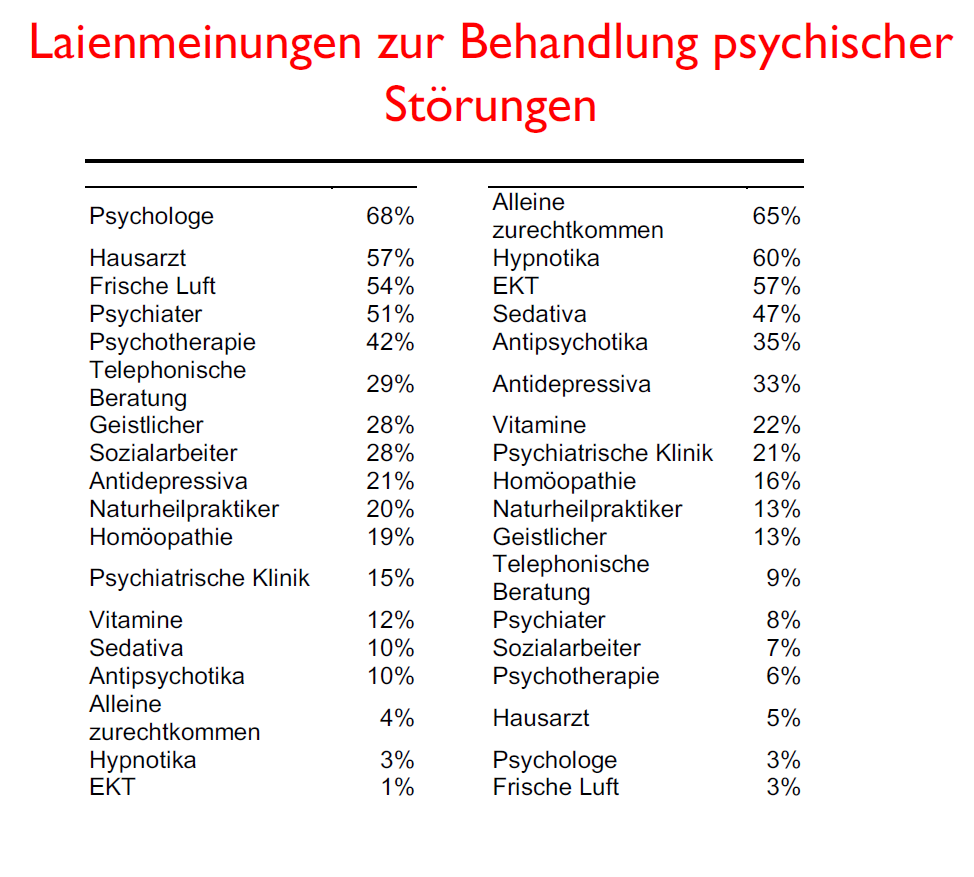 Laienmeinungen zur Behandlung psychischer
Störungen
Psychologe 68%
Hausarzt 57%
Frische Luft 54%
Psychiater 51%
Psychotherapie 42%
Telephonische
Beratung 29%
Geistlicher 28%
Sozialarbeiter 28%
Antidepressiva 21%
Naturheilpraktiker 20%
Homöopathie 19%
Psychiatrische Klinik 15%
Vitamine 12%
Sedativa 10%
Antipsychotika 10%
Alleine
zurechtkommen 4%
Hypnotika 3%
EKT 1%
Alleine
zurechtkommen 65%
Hypnotika 60%
EKT 57%
Sedativa 47%
Antipsychotika 35%
Antidepressiva 33%
Vitamine 22%
Psychiatrische Klinik 21%
Homöopathie 16%
Naturheilpraktiker 13%
Geistlicher 13%
Telephonische
Beratung 9%
Psychiater 8%
Sozialarbeiter 7%
Psychotherapie 6%
Hausarzt 5%
Psychologe 3%
Frische Luft 3%